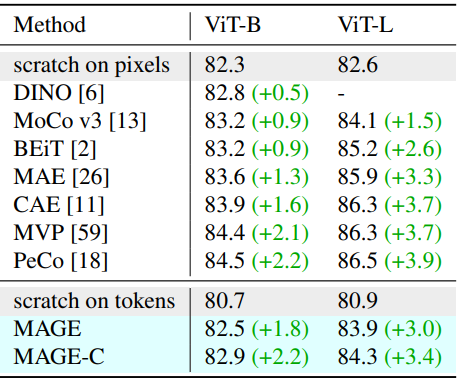 Method ViT-B ViT-L
scratch on pixels 82.3 82.6
DINO [6] 82.8 (+0.5) -
MoCo v3 [13] 83.2 (+0.9) 84.1 (+1.5)
BEiT [2] 83.2 (+0.9) 85.2 (+2.6)
MAE [26] 83.6 (+1.3) 85.9 (+3.3)
CAE [11] 83.9 (+1.6) 86.3 (+3.7)
MVP [59] 84.4 (+2.1) 86.3 (+3.7)
PeCo [18] 84.5 (+2.2) 86.5 (+3.9)
scratch on tokens 80.7 80.9
MAGE 82.5 (+1.8) 83.9 (+3.0)
MAGE-C 82.9 (+2.2) 84.3 (+3.4)